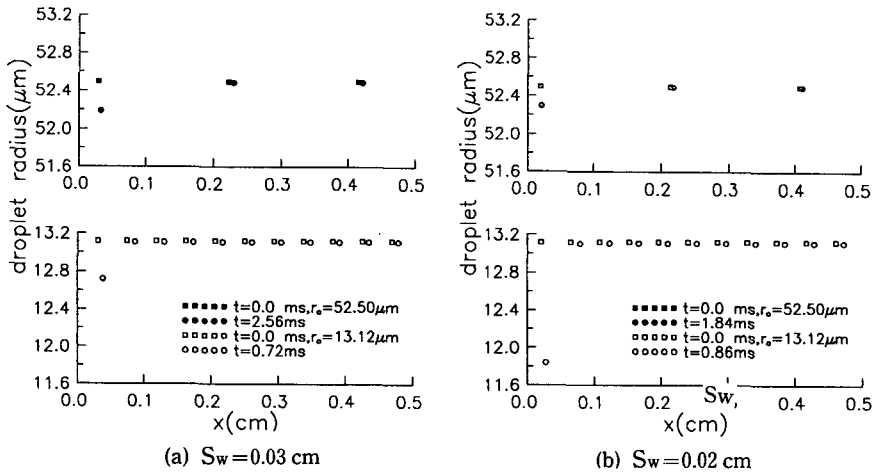 53.2
52.8
52.4
52.0
51.6
0.0 0.1 0.2 0.3 0.4 0.5
droplet radius(μm)
13.2
12.8
12.4
12.0
11.6
0.0 0.1 0.2 0.3 0.4 0.5
t=0.0 ms,r₀=52.50μm
t=2.56ms
t=0.0 ms,r₀=13.12μm
t=0.72ms
x(cm)
(a) Sw=0.03 cm
53.2
52.8
52.4
52.0
51.6
0.0 0.1 0.2 0.3 0.4 0.5
droplet radius(μm)
13.2
12.8
12.4
12.0
11.6
0.0 0.1 0.2 0.3 0.4 0.5
t=0.0 ms,r₀=52.50μm
t=1.84ms
t=0.0 ms,r₀=13.12μm
t=0.86ms
Sw,
x(cm)
(b) Sw=0.02 cm